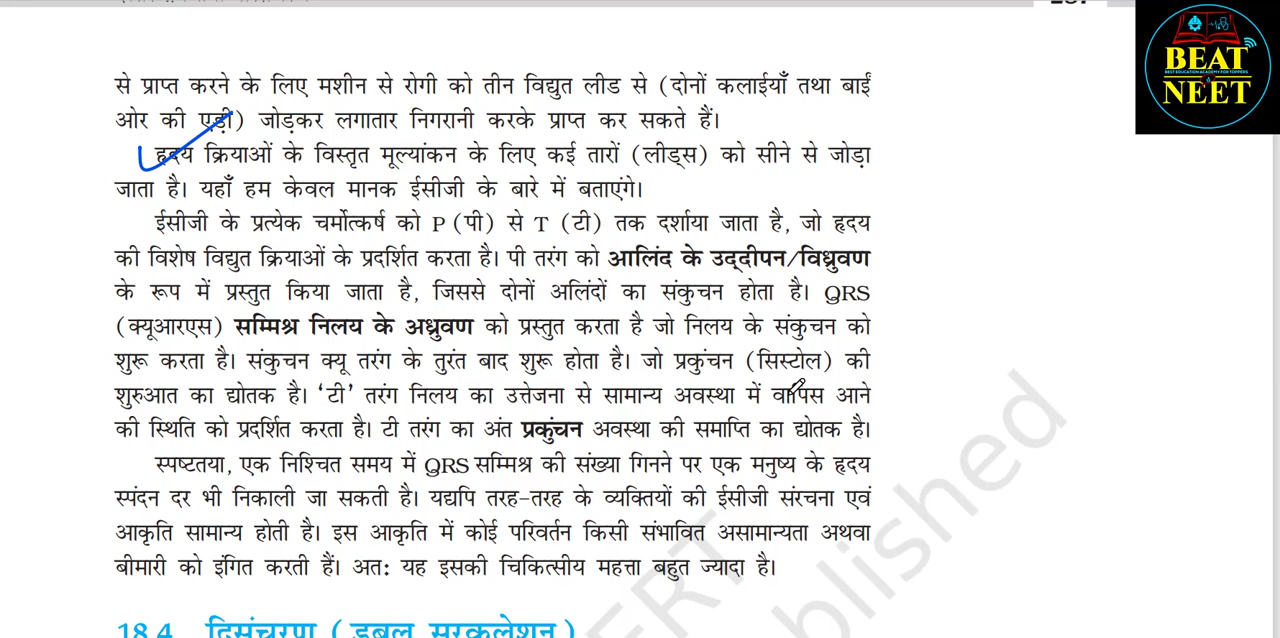 से प्राप्त करने के लिए मशीन से रोगी को तीन विद्युत लीड से (दोनों कलाईयाँ तथा बाईं
ओर की एड़ी) जोड़कर लगातार निगरानी करके प्राप्त कर सकते हैं।
हृदय क्रियाओं के विस्तृत मूल्यांकन के लिए कई तारों (लीड्स) को सीने से जोड़ा
जाता है। यहाँ हम केवल मानक ईसीजी के बारे में बताएंगे।
ईसीजी के प्रत्येक चर्मोत्कर्ष को P (पी) से T (टी) तक दर्शाया जाता है, जो हृदय
की विशेष विद्युत क्रियाओं के प्रदर्शित करता है। पी तरंग को आलिंद के उद्दीपन/विध्रुवण
के रूप में प्रस्तुत किया जाता है, जिससे दोनों अलिंदों का संकुचन होता है। QRS
(क्यूआरएस) सम्मिश्र निलय के अध्रुवण को प्रस्तुत करता है जो निलय के संकुचन को
शुरू करता है। संकुचन क्यू तरंग के तुरंत बाद शुरू होता है। जो प्रकुंचन (सिस्टोल) की
शुरुआत का द्योतक है। ‘टी’ तरंग निलय का उत्तेजना से सामान्य अवस्था में वापिस आने
की स्थिति को प्रदर्शित करता है। टी तरंग का अंत प्रकुंचन अवस्था की समाप्ति का द्योतक है।
स्पष्टतया, एक निश्चित समय में QRS सम्मिश्र की संख्या गिनने पर एक मनुष्य के हृदय
स्पंदन दर भी निकाली जा सकती है। यद्यपि तरह-तरह के व्यक्तियों की ईसीजी संरचना एवं
आकृति सामान्य होती है। इस आकृति में कोई परिवर्तन किसी संभावित असामान्यता अथवा
बीमारी को इंगित करती हैं। अत: यह इसकी चिकित्सीय महत्ता बहुत ज्यादा है।
18.4 द्विसंचरण (डबल सरकुलेशन)
BEAT
BEST EDUCATION ACADEMY FOR TOPPERS
NEET